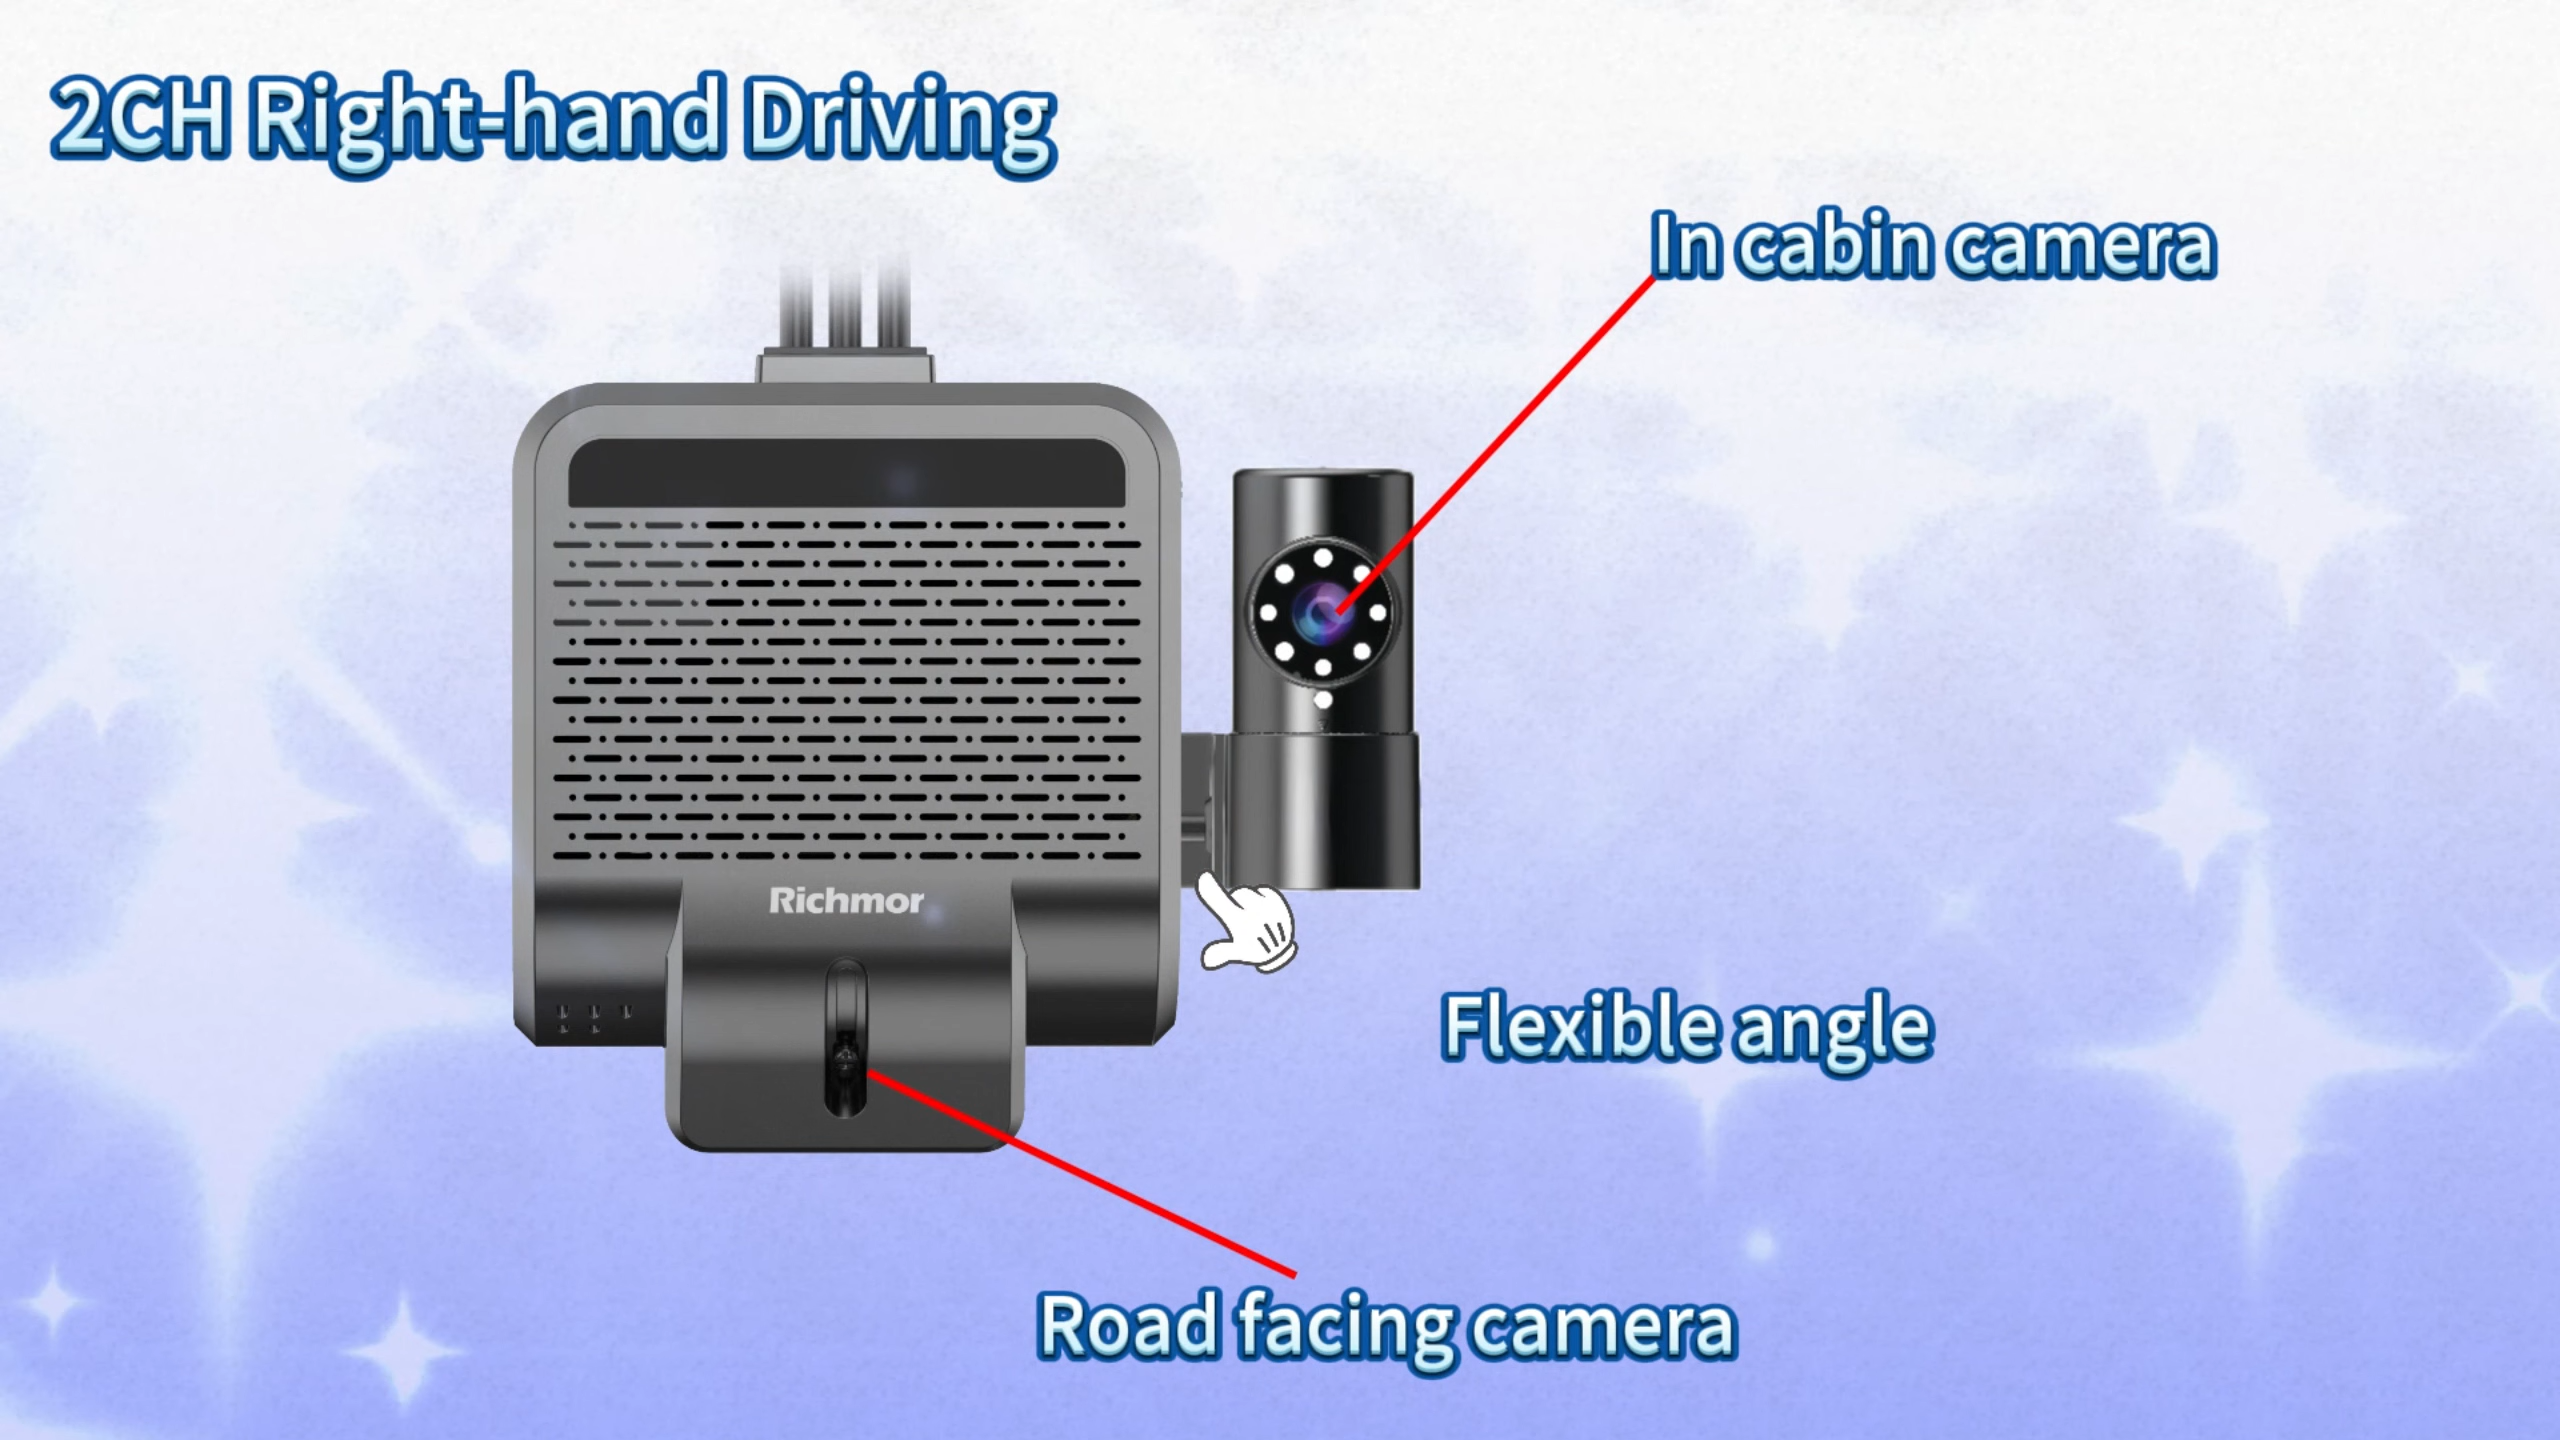 2CH Right-hand Driving
In cabin camera
Richmor
Flexible angle
Road facing camera